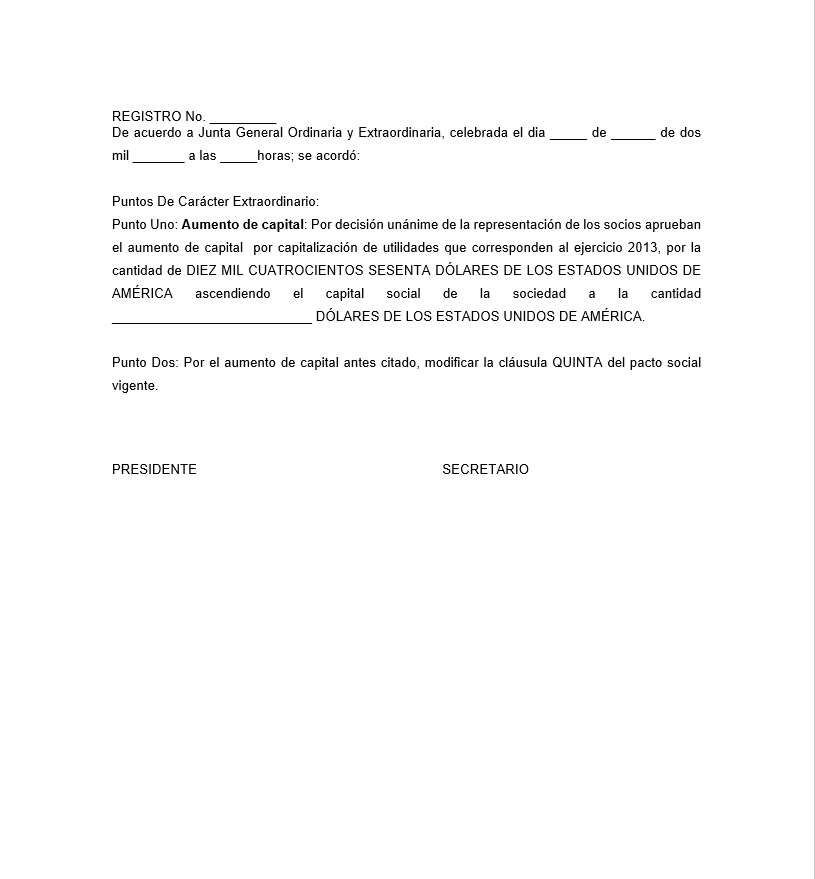 REGISTRO No. _________
De acuerdo a Junta General Ordinaria y Extraordinaria, celebrada el dia _____ de ______ de dos
mil _______ a las _____horas; se acordó:
Puntos De Carácter Extraordinario:
Punto Uno: Aumento de capital: Por decisión unánime de la representación de los socios aprueban
el aumento de capital  por capitalización de utilidades que corresponden al ejercicio 2013, por la
cantidad de DIEZ MIL CUATROCIENTOS SESENTA DÓLARES DE LOS ESTADOS UNIDOS DE
AMÉRICA ascendiendo el capital social de la sociedad a la cantidad
___________________________ DÓLARES DE LOS ESTADOS UNIDOS DE AMÉRICA.
Punto Dos: Por el aumento de capital antes citado, modificar la cláusula QUINTA del pacto social
vigente.
PRESIDENTE SECRETARIO